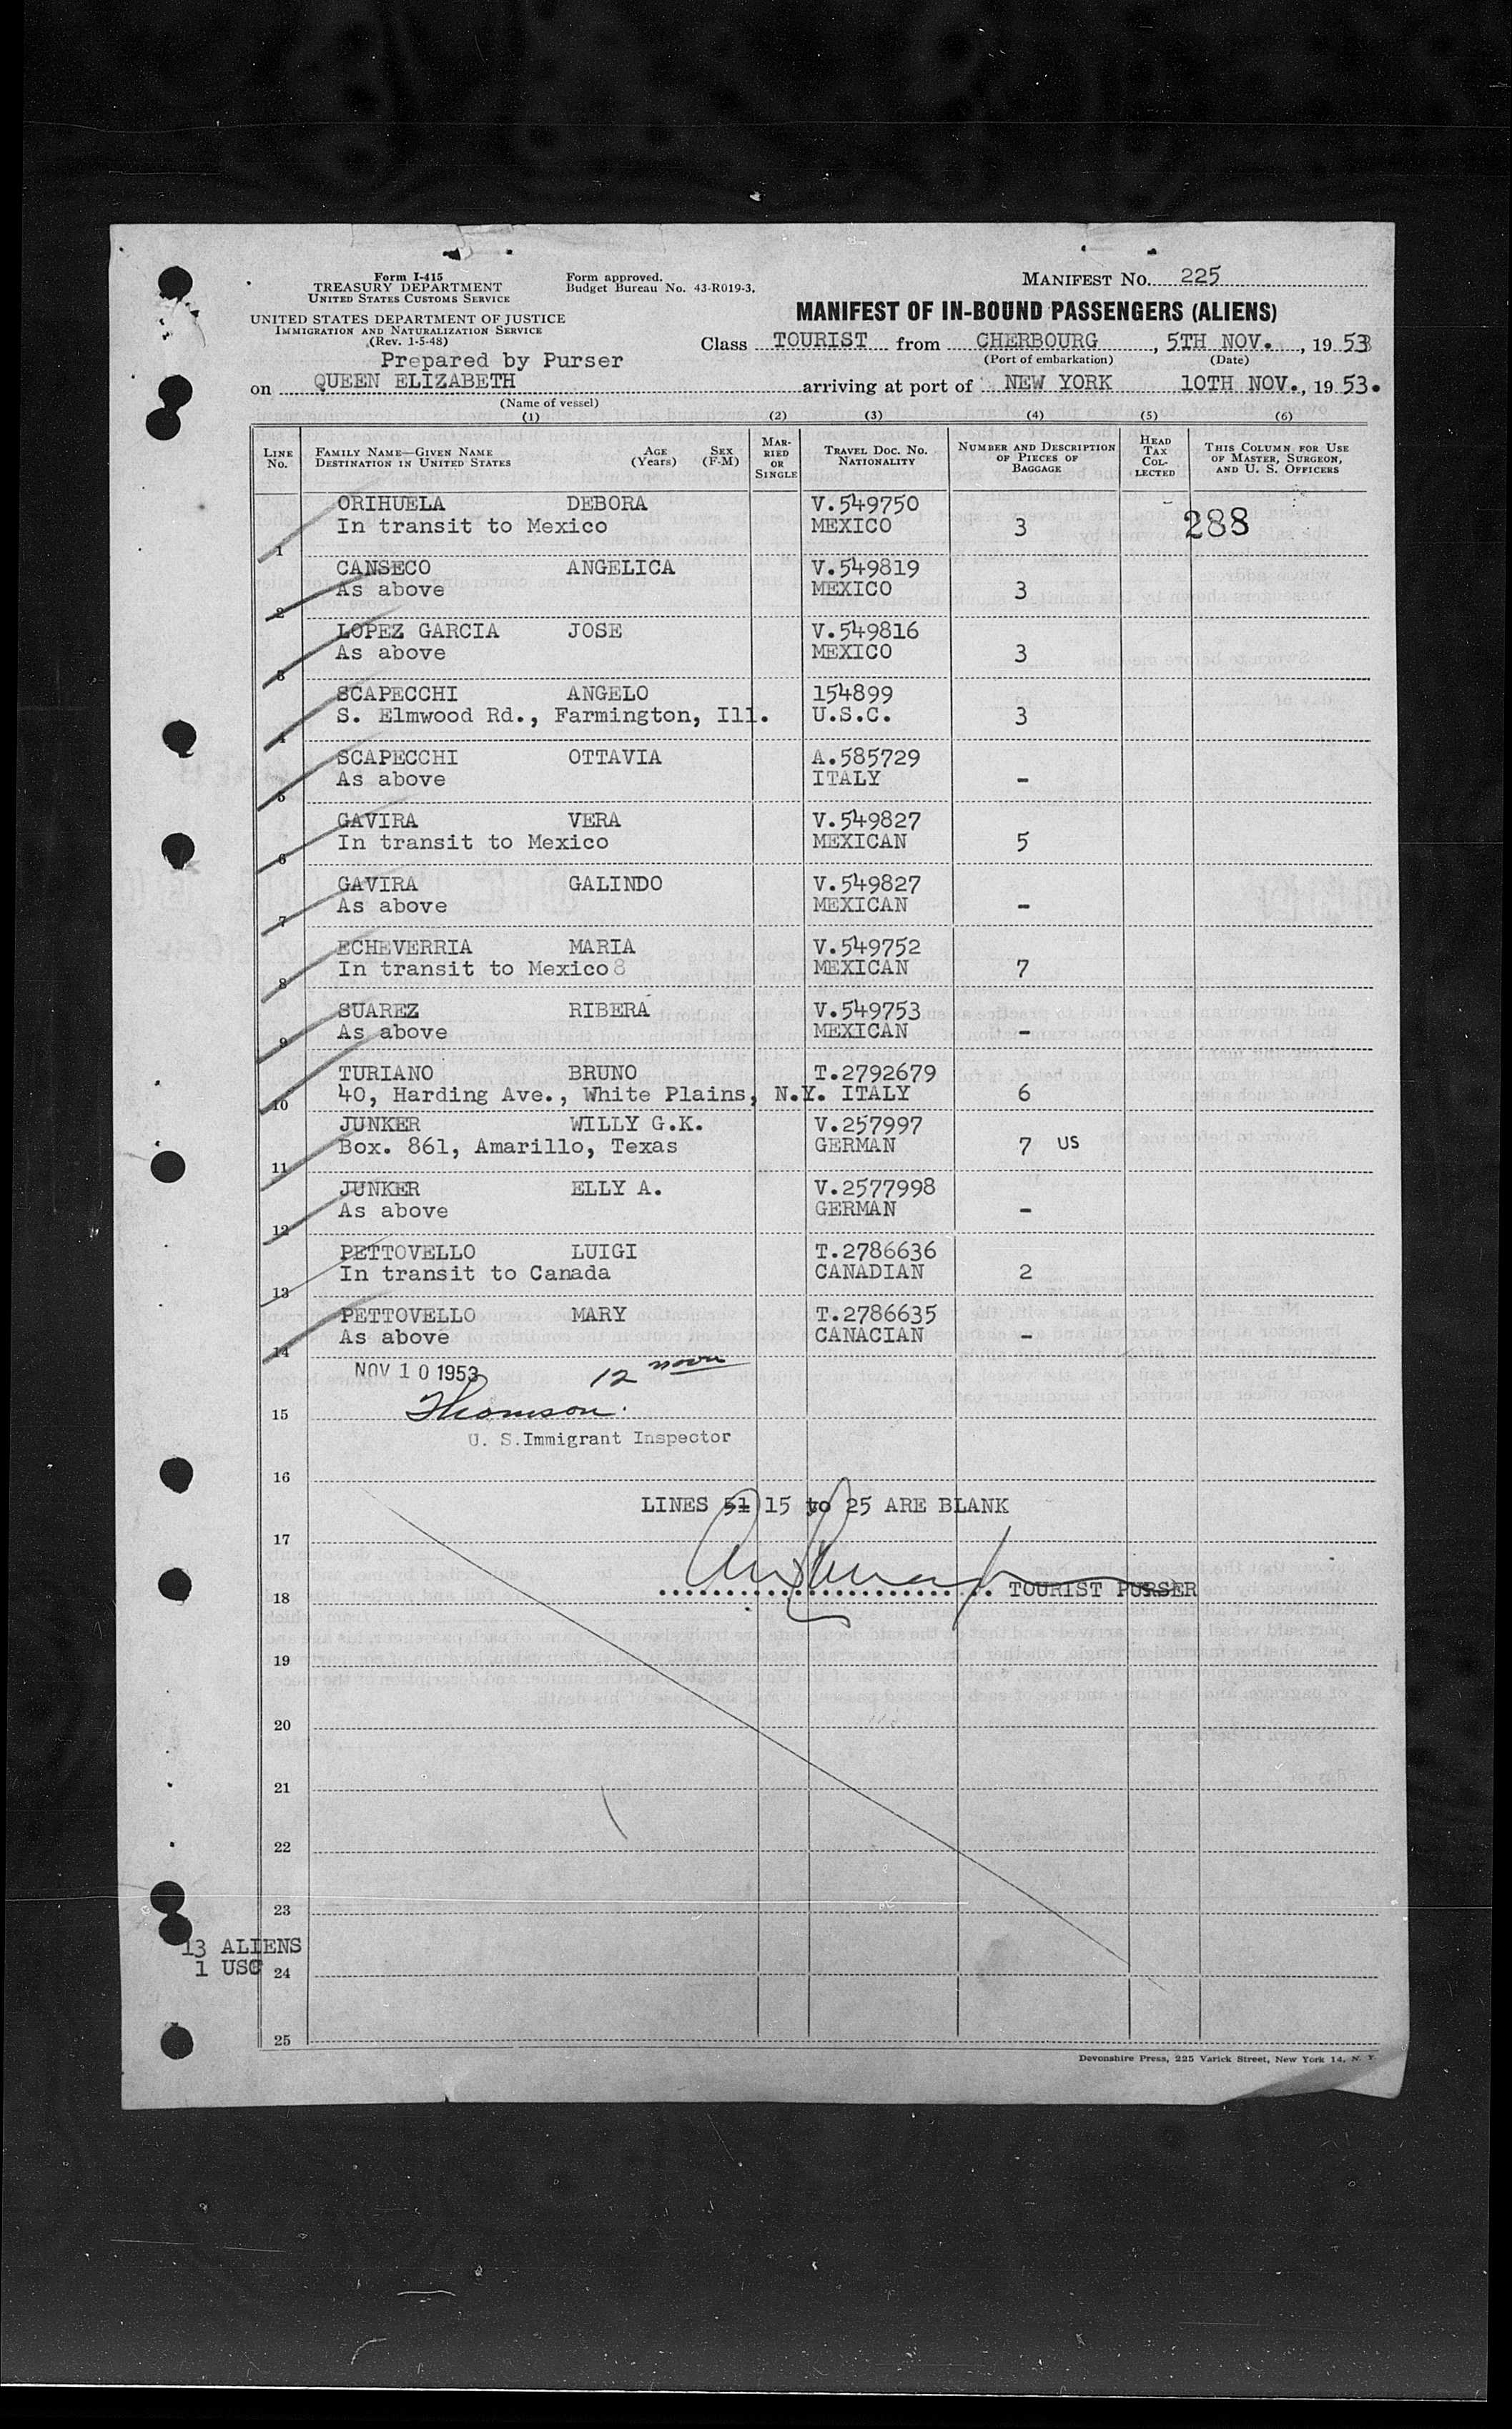 Form I-415
TREASURY DEPARTMENT
UNITED STATES CUSTOMS SERVICE
UNITED STATES DEPARTMENT OF JUSTICE
IMMIGRATION AND NATURALIZATION SERVICE
(Rev. 1-5-48)
Form approved.
Budget Bureau No. 43-R019-3.
MANIFEST No. 225
MANIFEST OF IN-BOUND PASSENGERS (ALIENS)
Class TOURIST from CHERBOURG, 5TH NOV., 1953
(Port of embarkation) (Date)
Prepared by Purser
on QUEEN ELIZABETH arriving at port of NEW YORK 10TH NOV., 1953.
(Name of vessel)
(1) (2) (3) (4) (5) (6)
LINE No. FAMILY NAME—GIVEN NAME DESTINATION IN UNITED STATES AGE (Years) SEX (F-M) MARRIED OR SINGLE TRAVEL DOC. No. NATIONALITY NUMBER AND DESCRIPTION OF PIECES OF BAGGAGE HEAD TAX COLLECTED THIS COLUMN FOR USE OF MASTER, SURGEON, AND U. S. OFFICERS
ORIHUELA DEBORA V.549750
1 In transit to Mexico MEXICO 3 288
CANSECO ANGELICA V.549819
2 As above MEXICO 3
LOPEZ GARCIA JOSE V.549816
3 As above MEXICO 3
SCAPECCHI ANGELO 154899
4 S. Elmwood Rd., Farmington, Ill. U.S.C. 3
SCAPECCHI OTTAVIA A.585729
5 As above ITALY -
GAVIRA VERA V.549827
6 In transit to Mexico MEXICAN 5
GAVIRA GALINDO V.549827
7 As above MEXICAN -
ECHEVERRIA MARIA V.549752
8 In transit to Mexico8 MEXICAN 7
SUAREZ RIBERA V.549753
9 As above MEXICAN -
TURIANO BRUNO T.2792679
10 40, Harding Ave., White Plains, N.Y. ITALY 6
JUNKER WILLY G.K. V.257997
11 Box. 861, Amarillo, Texas GERMAN 7 US
JUNKER ELLY A. V.2577998
12 As above GERMAN -
PETTOVELLO LUIGI T.2786636
13 In transit to Canada CANADIAN 2
PETTOVELLO MARY T.2786635
14 As above CANACIAN -
NOV 10 1953 12 noon
15 Thomson.
U. S.Immigrant Inspector
16
LINES 51 15 to 25 ARE BLANK
17
18 TOURIST PURSER
19
20
21
22
23
13 ALIENS
1 USC 24
25
Devonshire Press, 225 Varick Street, New York 14, N. Y.